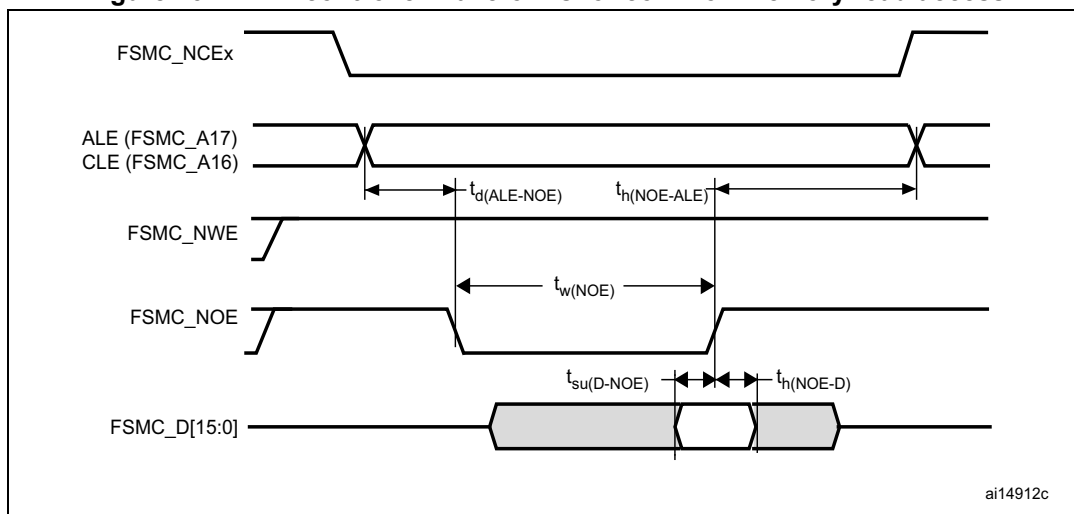 FSMC_NCEx
ALE (FSMC_A17)
CLE (FSMC_A16)
td(ALE-NOE)
th(NOE-ALE)
FSMC_NWE
tw(NOE)
FSMC_NOE
tsu(D-NOE)
th(NOE-D)
FSMC_D[15:0]
ai14912c